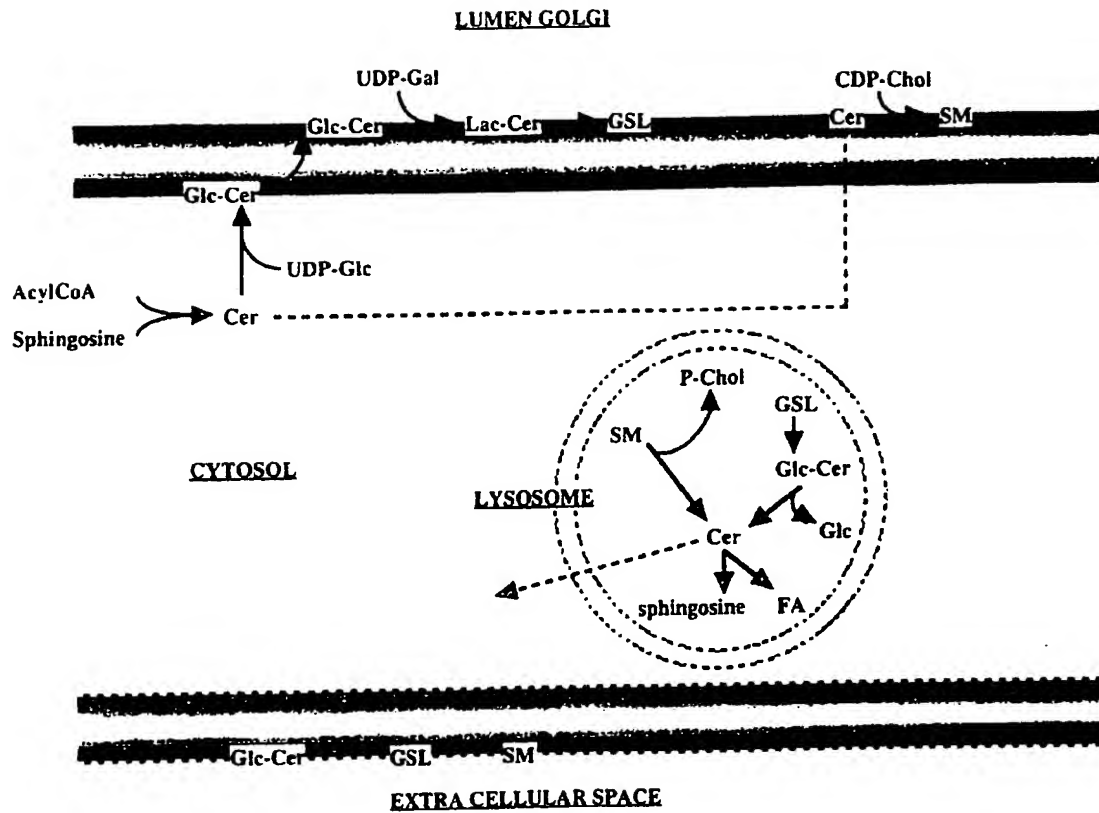 LUMEN GOLGI
UDP-Gal
CDP-Chol
Glc-Cer
Lac-Cer
GSL
Cer
SM
Glc-Cer
UDP-Glc
AcylCoA
Cer
Sphingosine
P-Chol
GSL
SM
Glc-Cer
CYTOSOL
LYSOSOME
Glc
Cer
sphingosine
FA
Glc-Cer
GSL
SM
EXTRA CELLULAR SPACE